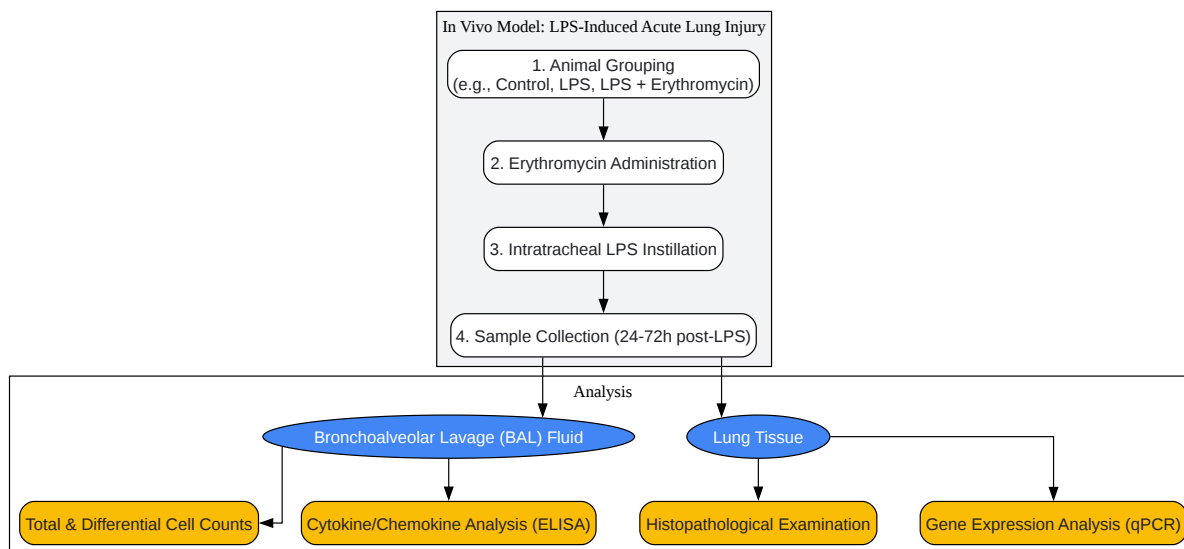 In Vivo Model: LPS-Induced Acute Lung Injury
1. Animal Grouping
(e.g., Control, LPS, LPS + Erythromycin)
2. Erythromycin Administration
3. Intratracheal LPS Instillation
4. Sample Collection (24-72h post-LPS)
Analysis
Bronchoalveolar Lavage (BAL) Fluid
Lung Tissue
Total & Differential Cell Counts
Cytokine/Chemokine Analysis (ELISA)
Histopathological Examination
Gene Expression Analysis (qPCR)